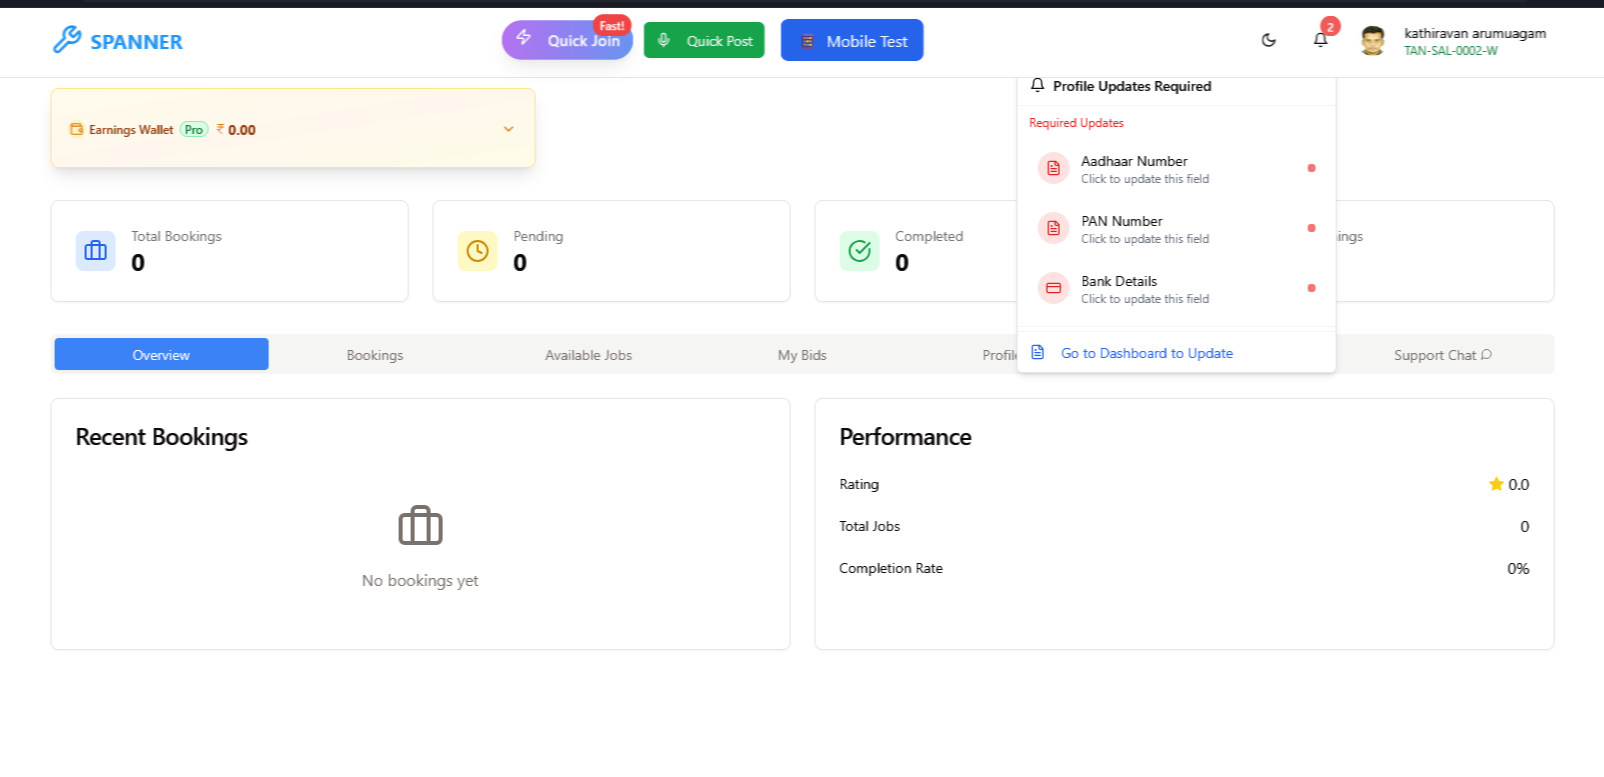 SPANNER
Quick Join
Fast!
Quick Post
Mobile Test
2
kathiravan arumuagam
TAN-SAL-0002-W
Earnings Wallet Pro ₹ 0.00
Profile Updates Required
Required Updates
Aadhaar Number
Click to update this field
PAN Number
Click to update this field
Bank Details
Click to update this field
Go to Dashboard to Update
Total Bookings
0
Pending
0
Completed
0
ings
Overview
Bookings
Available Jobs
My Bids
Profil
Support Chat
Recent Bookings
No bookings yet
Performance
Rating 0.0
Total Jobs 0
Completion Rate 0%